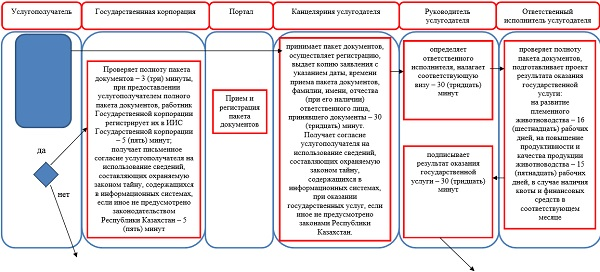 Услугополучатель
Государственная корпорация
Портал
Канцелярия услугодателя
Руководитель
услугодателя
Ответственный
исполнитель услугодателя
Проверяет полноту пакета
документов – 3 (три) минуты,
при предоставлении
услугополучателем полного
пакета документов, работник
Государственной корпорации
регистрирует их в ИИС
Государственной корпорации
– 5 (пять) минут;
получает письменное
согласие услугополучателя на
использование сведений,
составляющих охраняемую
законом тайну, содержащихся
в информационных системах,
если иное не предусмотрено
законодательством
Республики Казахстан – 5
(пять) минут
Прием и
регистрация
пакета
документов
принимает пакет документов,
осуществляет регистрацию,
выдает копию заявления с
указанием даты, времени
приема пакета документов,
фамилии, имени, отчества
(при его наличии)
ответственного лица,
принявшего документы – 30
(тридцать) минут.
Получает согласие
услугополучателя на
использование сведений,
составляющих охраняемую
законом тайну,
содержащихся в
информационных системах,
при оказании
государственных услуг, если
иное не предусмотрено
законами Республики
Казахстан.
определяет
ответственного
исполнителя, налагает
соответствующую
визу – 30 (тридцать)
минут
подписывает
результат оказания
государственной
услуги – 30 (тридцать)
минут
проверяет полноту
пакета документов,
подготавливает проект
результата оказания
государственной
услуги:
на развитие
племенного
животноводства – 16
(шестнадцать) рабочих
дней, на повышение
продуктивности и
качества продукции
животноводства – 15
(пятнадцать) рабочих
дней, в случае наличия
квоты и финансовых
средств в
соответствующем
месяце
да
нет